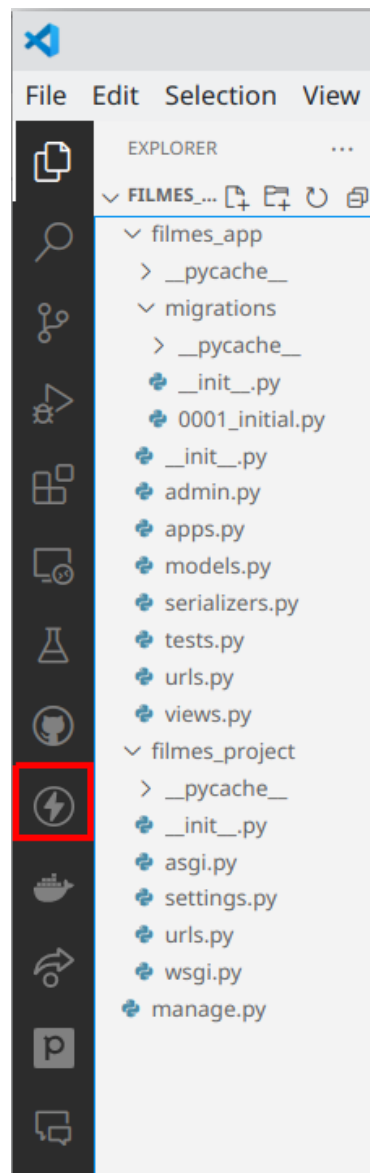 File Edit Selection View
EXPLORER ...
FILMES_...
filmes_app
__pycache__
migrations
__pycache__
__init__.py
0001_initial.py
__init__.py
admin.py
apps.py
models.py
serializers.py
tests.py
urls.py
views.py
filmes_project
__pycache__
__init__.py
asgi.py
settings.py
urls.py
wsgi.py
manage.py
p